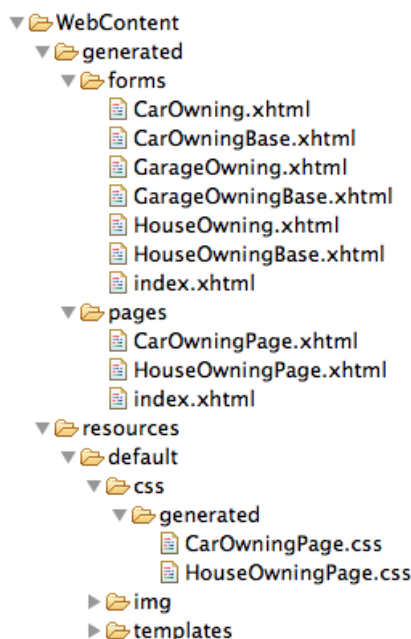 WebContent
generated
forms
CarOwning.xhtml
CarOwningBase.xhtml
GarageOwning.xhtml
GarageOwningBase.xhtml
HouseOwning.xhtml
HouseOwningBase.xhtml
index.xhtml
pages
CarOwningPage.xhtml
HouseOwningPage.xhtml
index.xhtml
resources
default
css
generated
CarOwningPage.css
HouseOwningPage.css
img
templates